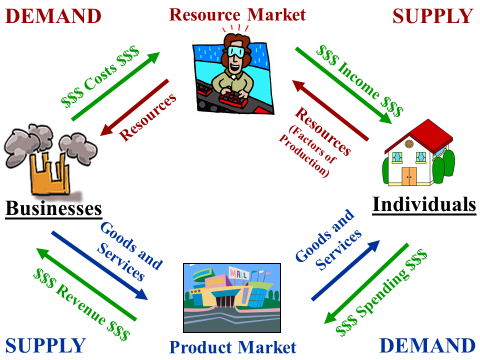 DEMAND
Resource Market
SUPPLY
$$$ Costs $$$
Resources
$$$ Income $$$
Resources
(Factors of
Production)
Businesses
Individuals
Goods and
Services
$$$ Revenue $$$
Goods and
Services
$$$ Spending $$$
MALL
SUPPLY
Product Market
DEMAND